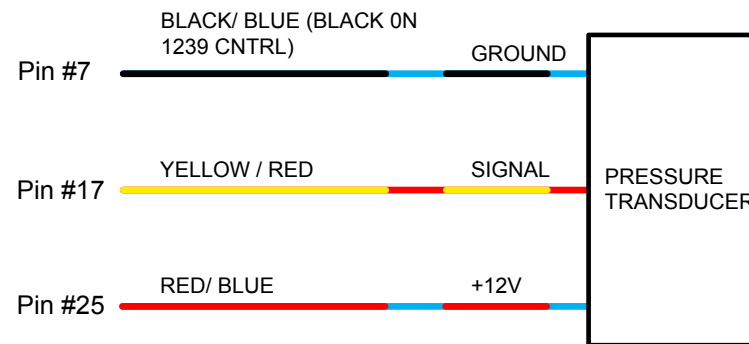 BLACK/ BLUE (BLACK 0N
1239 CNTRL)
GROUND
Pin #7
YELLOW / RED
SIGNAL
Pin #17
PRESSURE
TRANSDUCER
RED/ BLUE
+12V
Pin #25